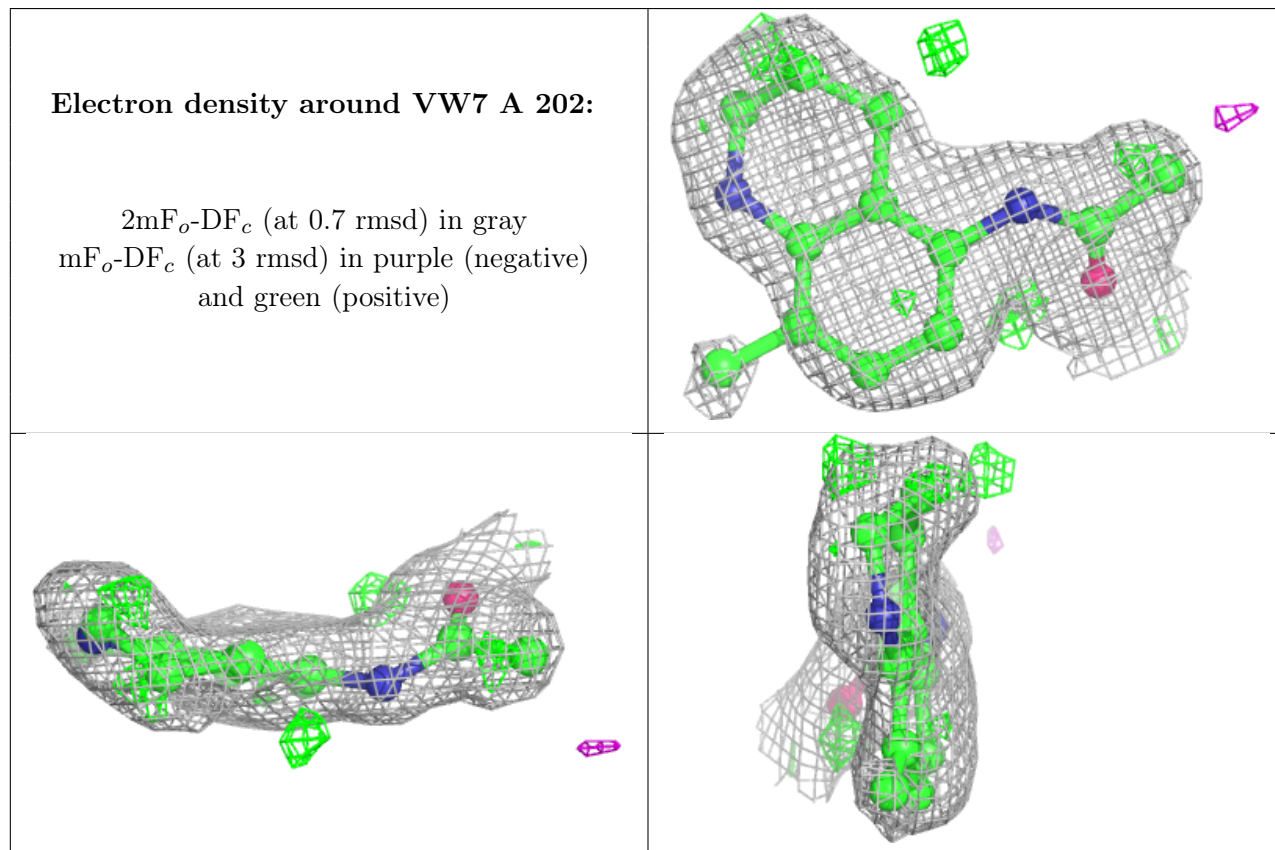 Electron density around VW7 A 202:
2mFₒ-DF𝑐 (at 0.7 rmsd) in gray
mFₒ-DF𝑐 (at 3 rmsd) in purple (negative)
and green (positive)